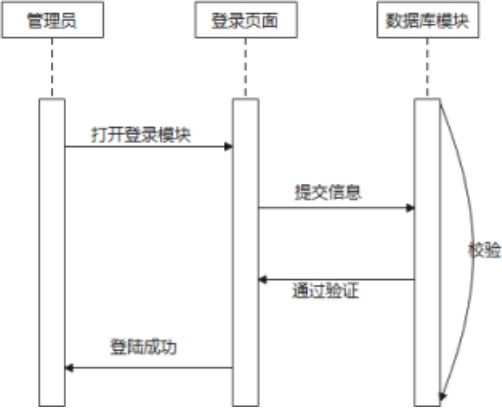 管理员
登录页面
数据库模块
打开登录模块
提交信息
校验
通过验证
登陆成功